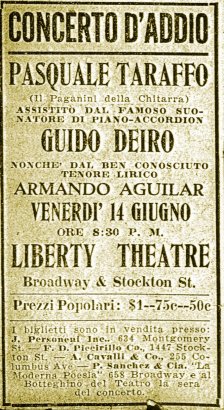 CONCERTO D'ADDIO
PASQUALE TARAFFO
(Il Paganini della Chitarra)
ASSISTITO DAL FAMOSO SUO-
NATORE DI PIANO-ACCORDION
GUIDO DEIRO
NONCHE' DAL BEN CONOSCIUTO
TENORE LIRICO
ARMANDO AGUILAR
VENERDI' 14 GIUGNO
ORE 8:30 P. M.
LIBERTY THEATRE
Broadway & Stockton St.
Prezzi Popolari: $1--75c--50c
I biglietti sono in vendita presso:
J. Personeni Inc., 634 Montgomery
St. — P. D. Picetrillo Co, 1447 Stock-
ton St. — A. Cavalli & Co., 255 Co-
lumbus Ave — P. Sanchez & Cia. "La
Moderna Poesia" 658 Broadway e al
Botteghino del Teatro la sera
del concerto.